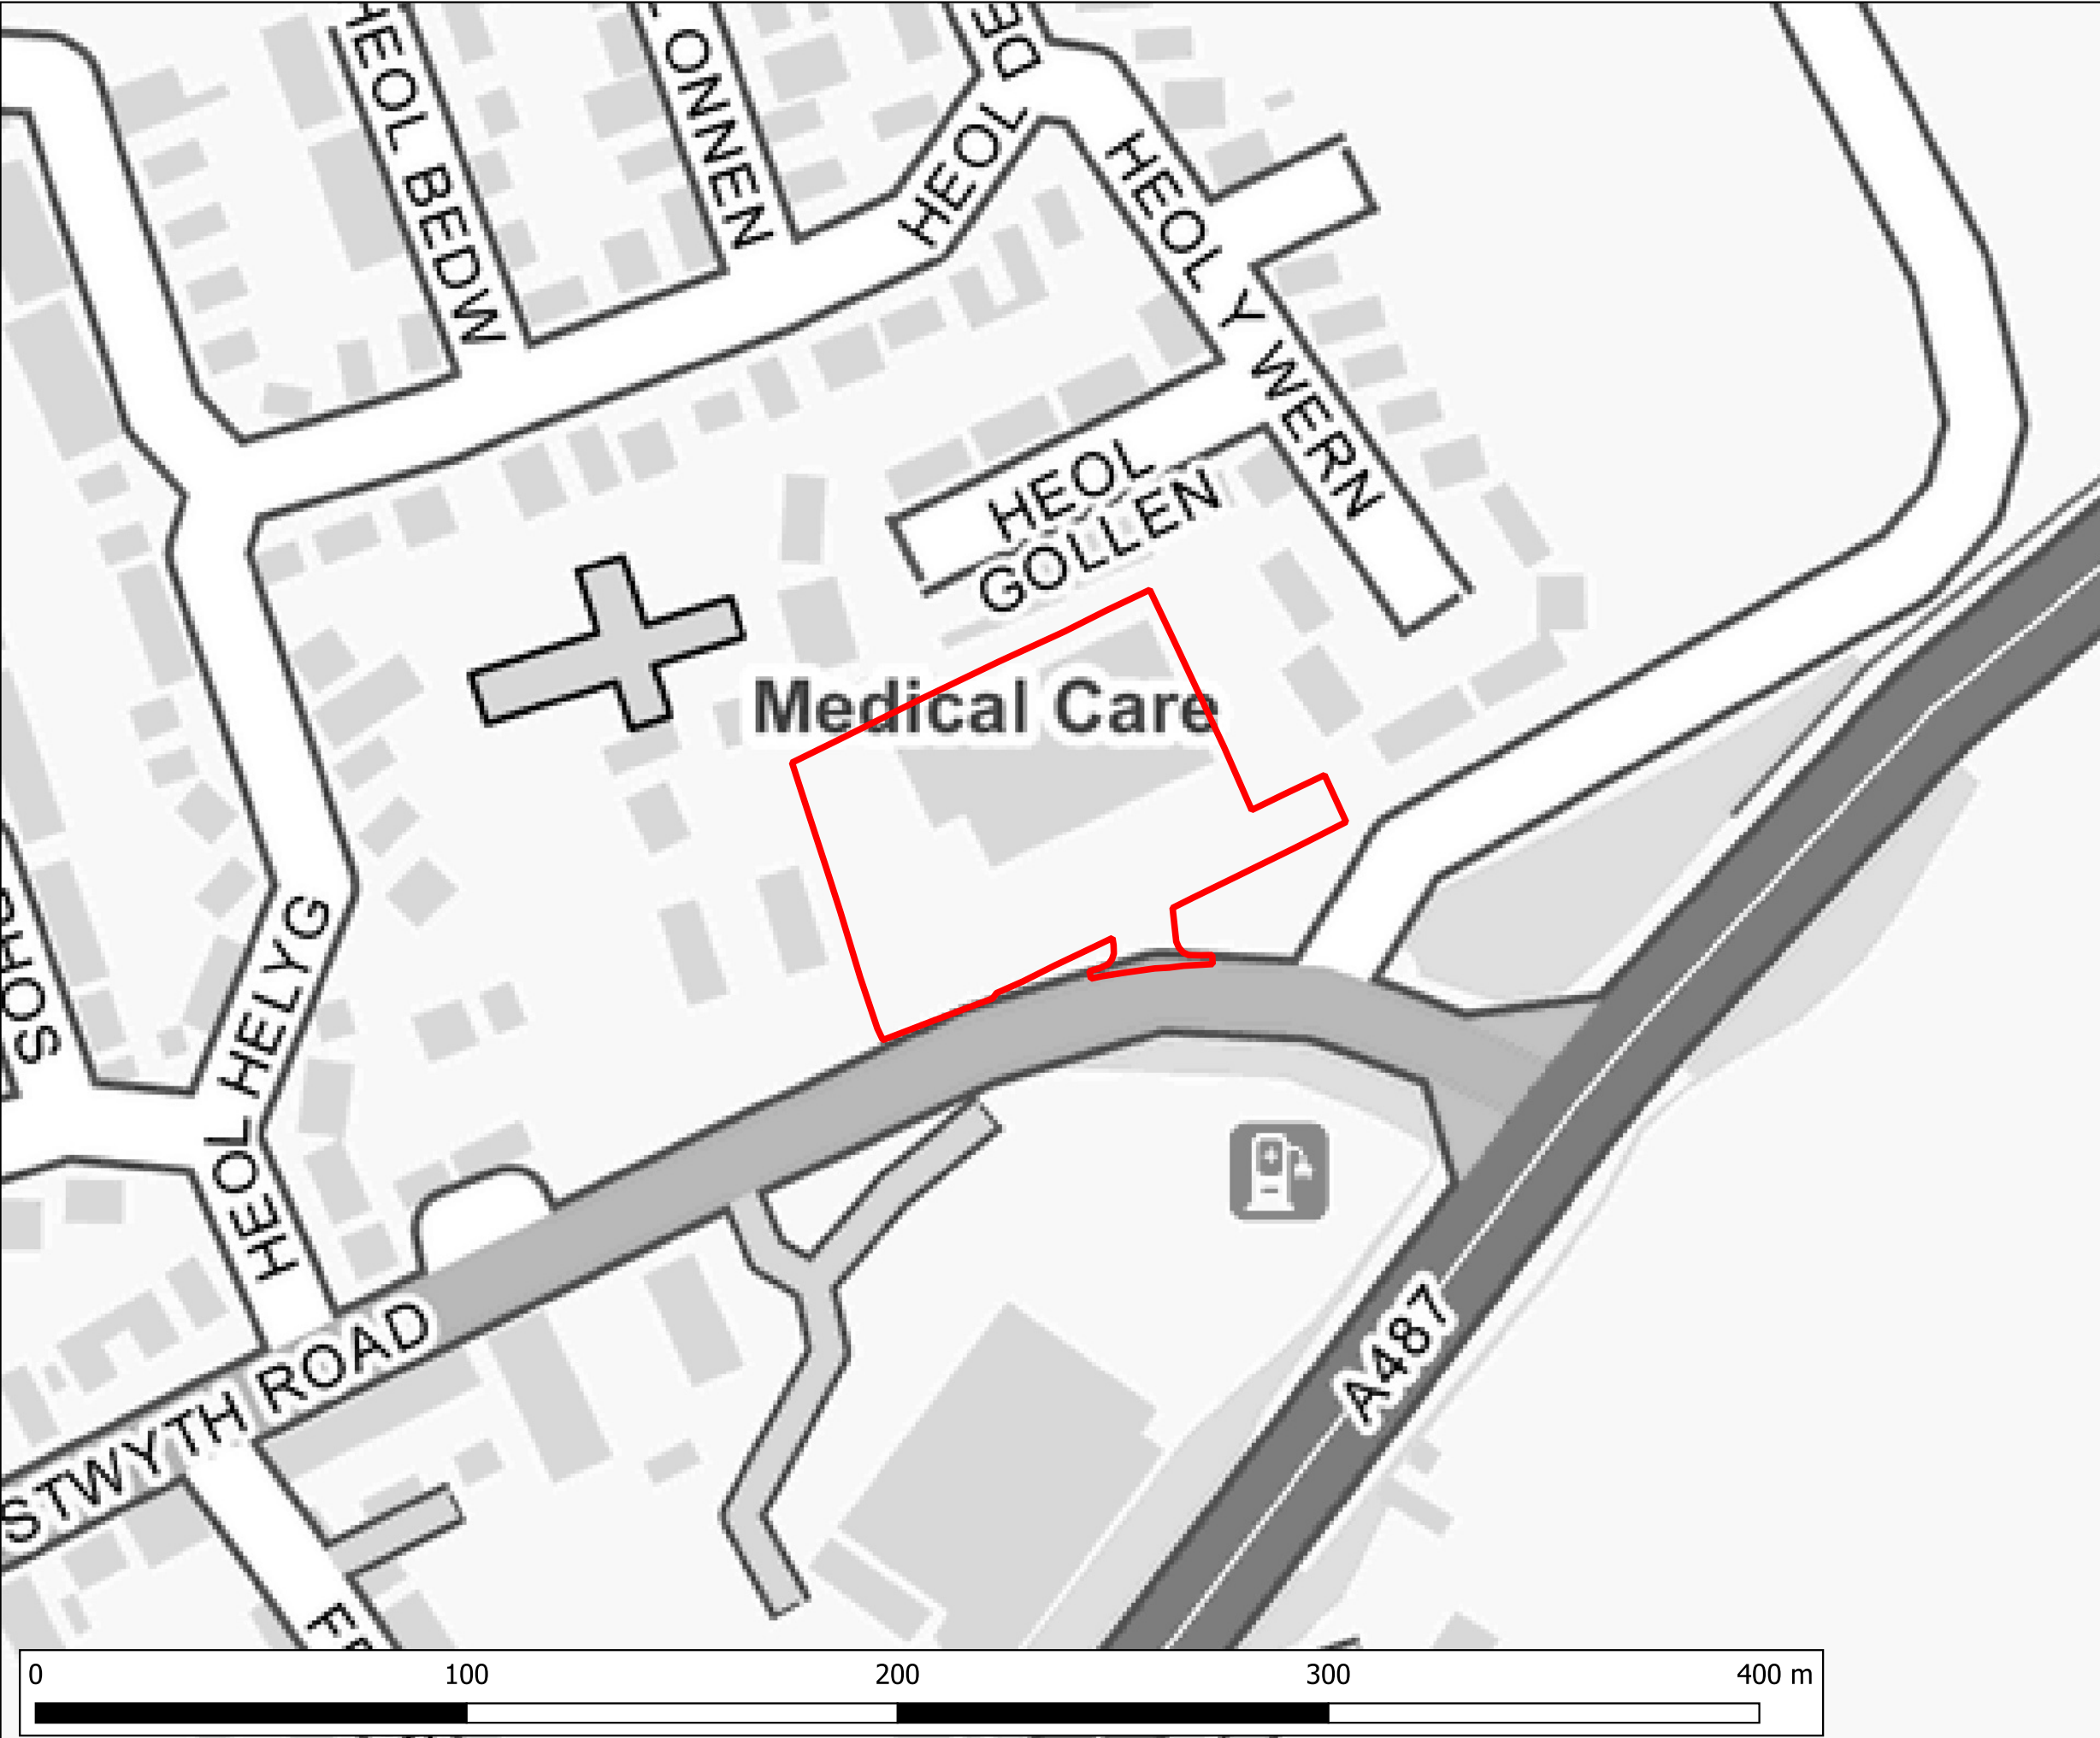 HEOL BEDW
ONNEN
HEOL
DE
HEOL Y WERN
HEOL
GOLLEN
Medical Care
HEOL HELYG
HEOL
STWYTH ROAD
A487
0 100 200 300 400 m